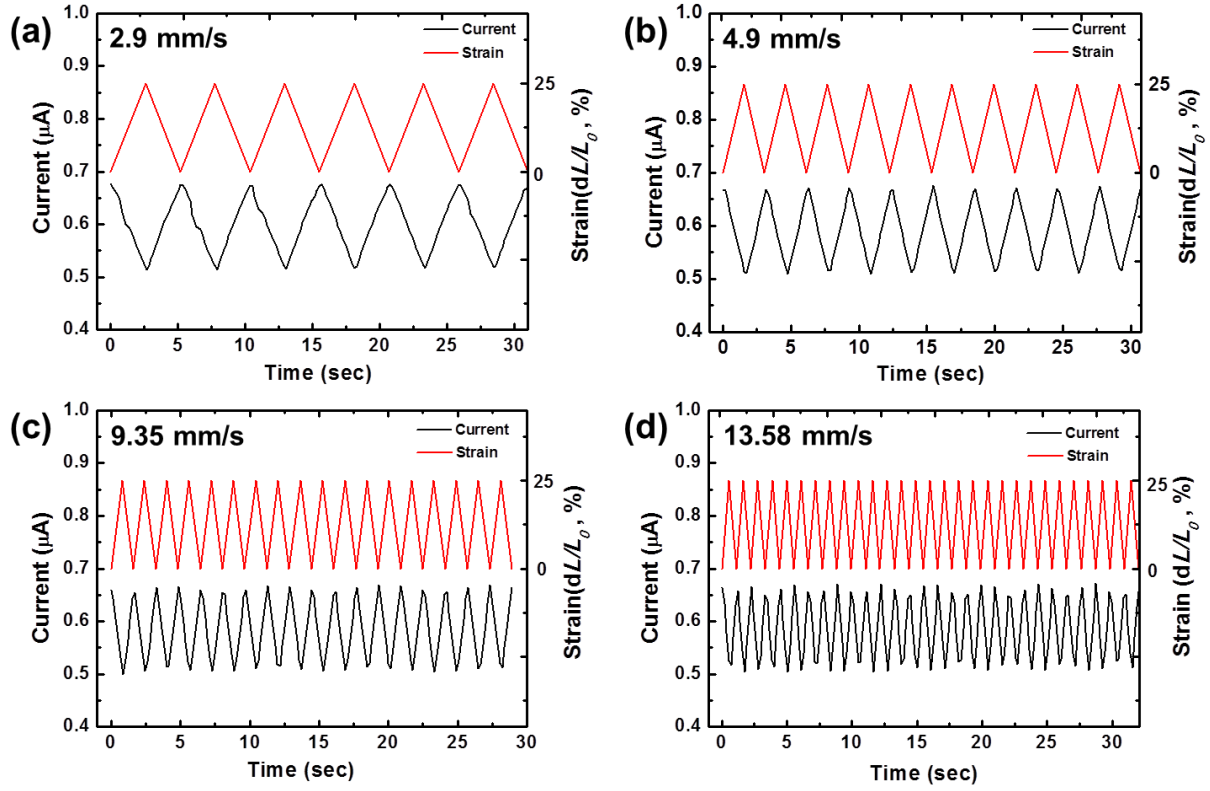 (a)
2.9 mm/s
Current
Strain
1.0
0.9
0.8
0.7
0.6
0.5
0.4
Current (μA)
25
0
Strain(dL/L0 , %)
0 5 10 15 20 25 30
Time (sec)
(b)
4.9 mm/s
Current
Strain
1.0
0.9
0.8
0.7
0.6
0.5
0.4
Current (μA)
25
0
Strain(dL/L0 , %)
0 5 10 15 20 25 30
Time (sec)
(c)
9.35 mm/s
Current
Strain
1.0
0.9
0.8
0.7
0.6
0.5
0.4
Current (μA)
25
0
Strain(dL/L0 , %)
0 5 10 15 20 25 30
Time (sec)
(d)
13.58 mm/s
Current
Strain
1.0
0.9
0.8
0.7
0.6
0.5
0.4
Current (μA)
25
0
Strain (dL/L0 , %)
0 5 10 15 20 25 30
Time (sec)